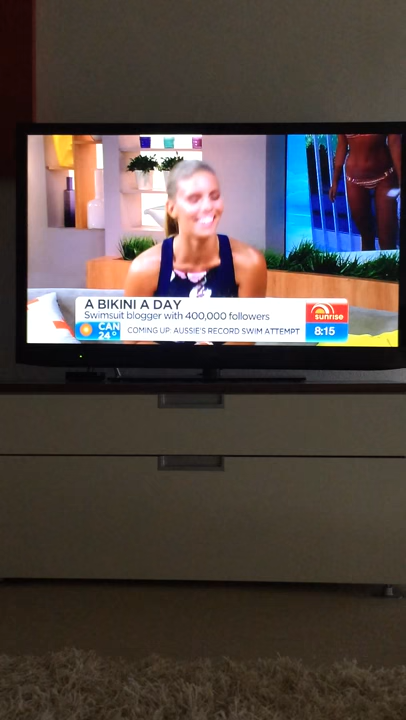 A BIKINI A DAY
Swimsuit blogger with 400,000 followers
CAN
24°
COMING UP: AUSSIE'S RECORD SWIM ATTEMPT
sunrise
8:15